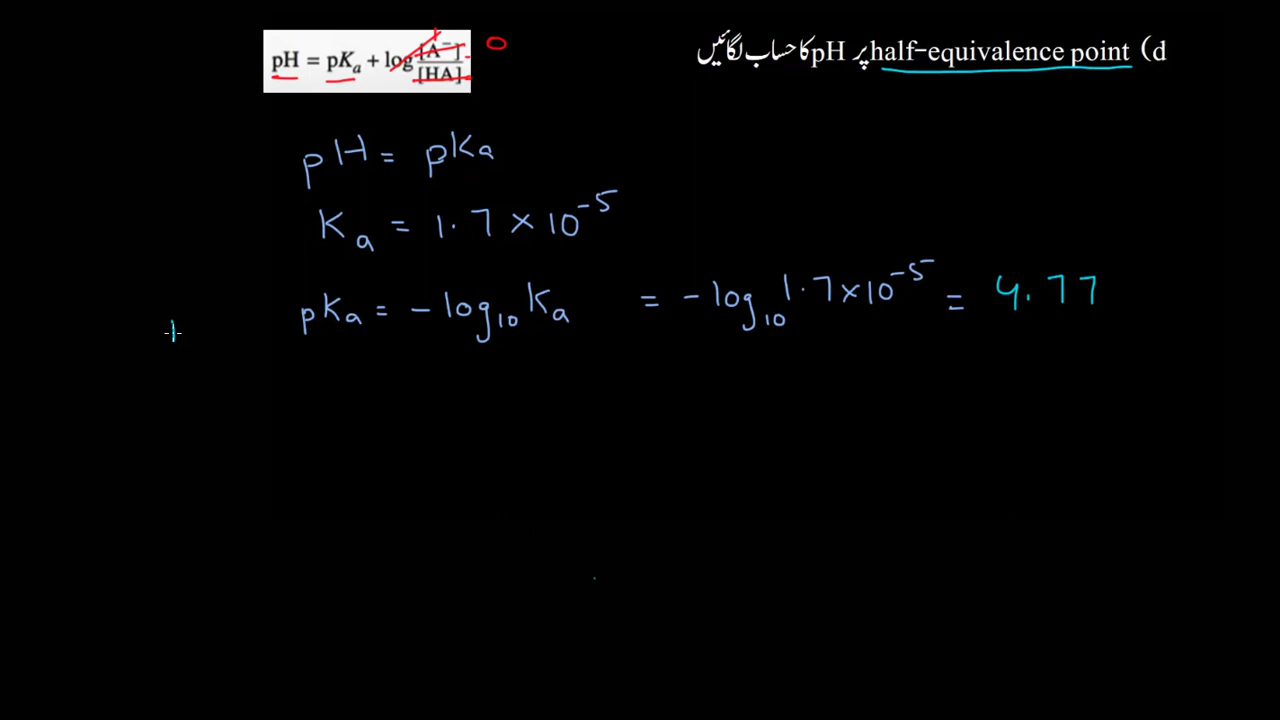 pH = pKₐ + log [A⁻]/[HA] 0
d) half-equivalence point پر pH کا حساب لگائیں
pH = pKa
Ka = 1.7 × 10⁻⁵
pKa = -log₁₀ Ka = -log₁₀ 1.7×10⁻⁵ = 4.77